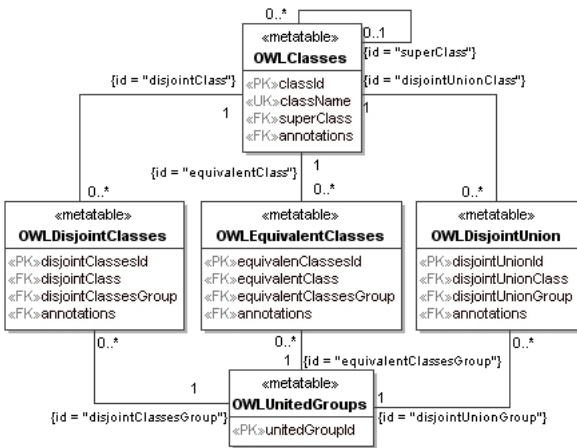 0..*
«metatable»
OWLClasses
0..1
{id = "superClass"}
{id = "disjointClass"}
{id = "disjointUnionClass"}
«PK»classId
«UK»className
«FK»superClass
«FK»annotations
1
1
1
{id = "equivalentClass"}
0..*
0..*
0..*
«metatable»
OWLDisjointClasses
«PK»disjointClassesId
«FK»disjointClass
«FK»disjointClassesGroup
«FK»annotations
«metatable»
OWLEquivalentClasses
«PK»equivalenClassesId
«FK»equivalentClass
«FK»equivalentClassesGroup
«FK»annotations
«metatable»
OWLDisjointUnion
«PK»disjointUnionId
«FK»disjointUnionClass
«FK»disjointUnionGroup
«FK»annotations
0..*
0..*
0..*
1
{id = "equivalentClassesGroup"}
«metatable»
OWLUnitedGroups
«PK»unitedGroupId
1
{id = "disjointClassesGroup"}
1
{id = "disjointUnionGroup"}